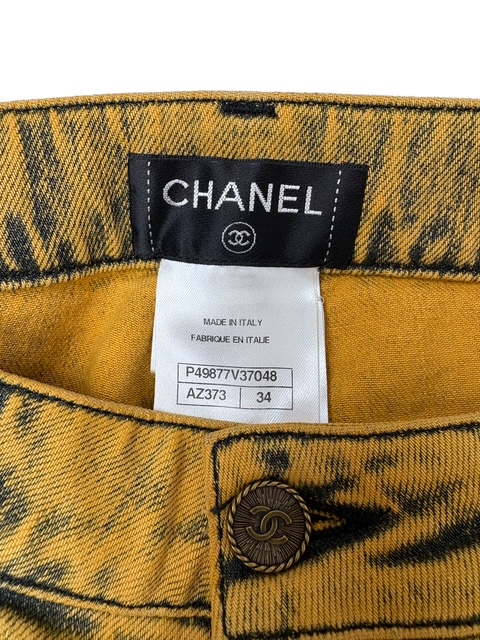 CHANEL
MADE IN ITALY
FABRIQUE EN ITALIE
P49877V37048
AZ373 34